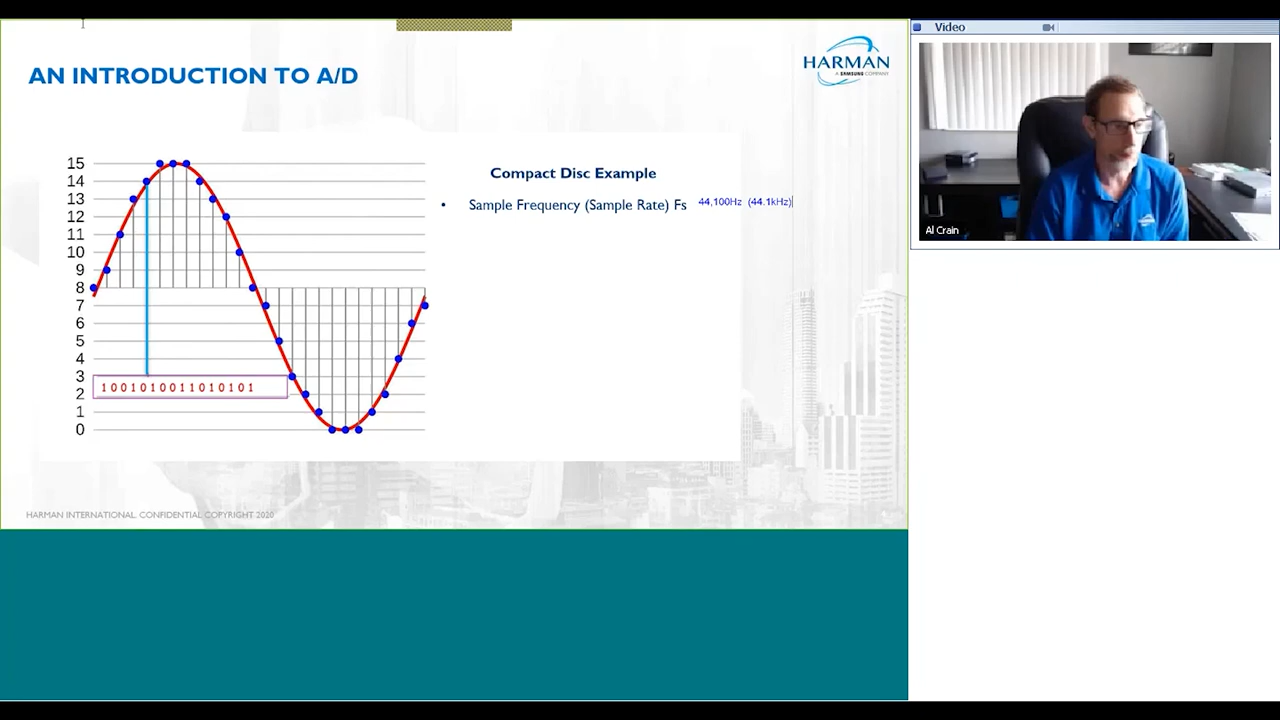 Video
HARMAN
A SAMSUNG COMPANY
AN INTRODUCTION TO A/D
15
14
13
12
11
10
9
8
7
6
5
4
3
2
1
0
1 0 0 1 0 1 0 0 1 1 0 1 0 1 0 1
Compact Disc Example
• Sample Frequency (Sample Rate) Fs 44,100Hz (44.1kHz)
Al Crain
HARMAN INTERNATIONAL. CONFIDENTIAL. COPYRIGHT 2020